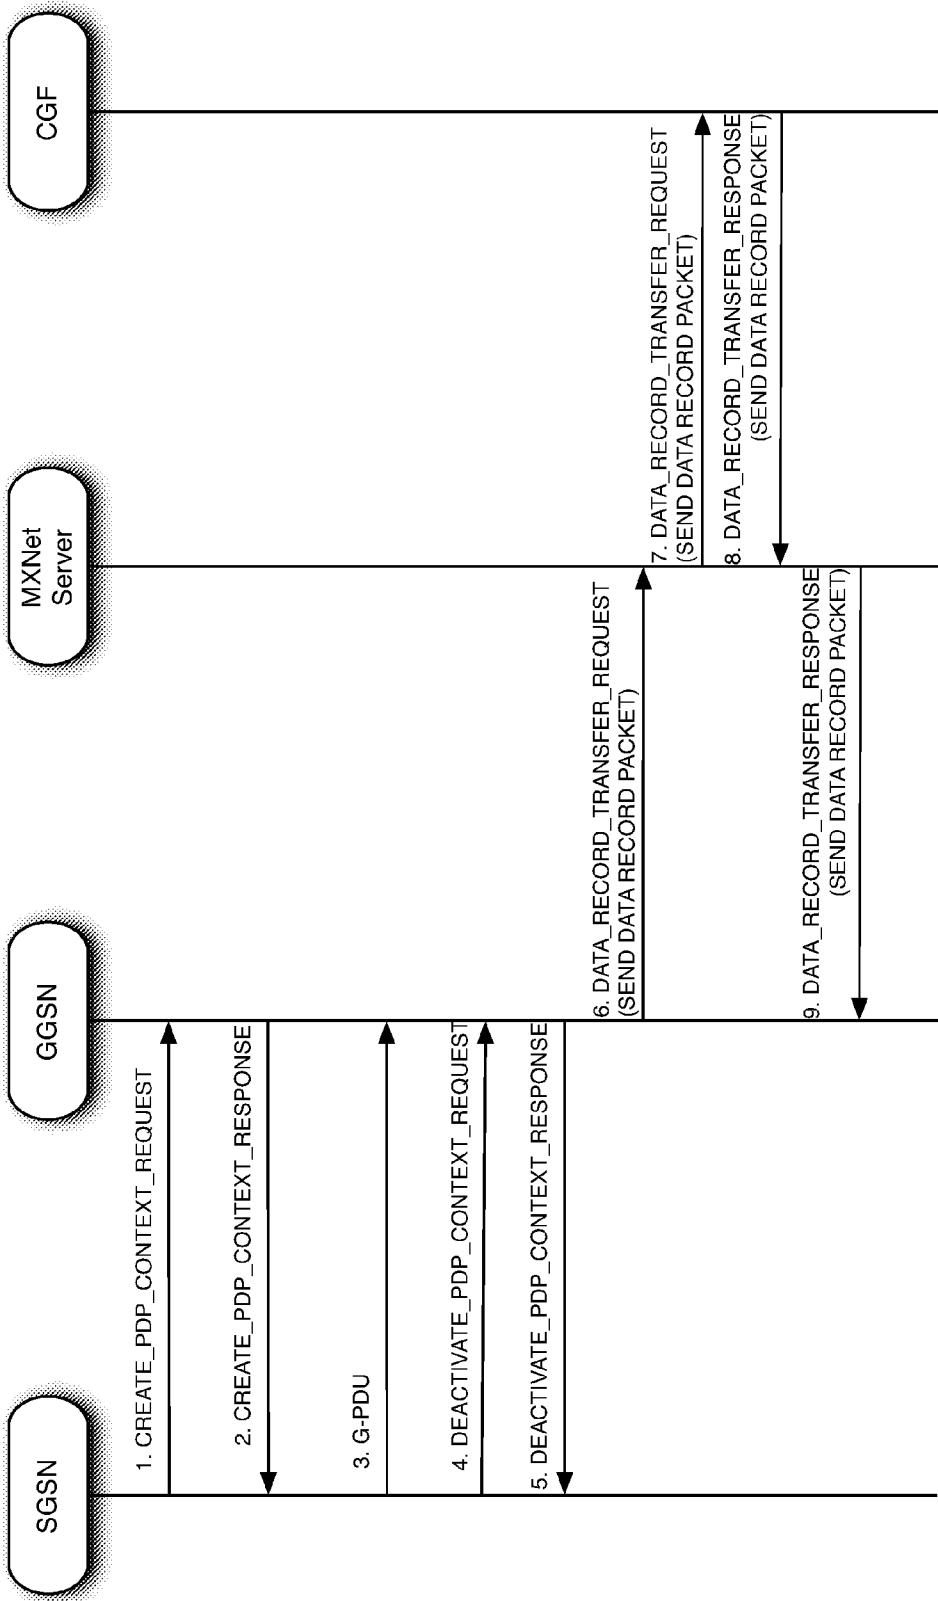 SGSN
GGSN
MXNet
Server
CGF
1. CREATE_PDP_CONTEXT_REQUEST
2. CREATE_PDP_CONTEXT_RESPONSE
3. G-PDU
4. DEACTIVATE_PDP_CONTEXT_REQUEST
5. DEACTIVATE_PDP_CONTEXT_RESPONSE
6. DATA_RECORD_TRANSFER_REQUEST
(SEND DATA RECORD PACKET)
7. DATA_RECORD_TRANSFER_REQUEST
(SEND DATA RECORD PACKET)
8. DATA_RECORD_TRANSFER_RESPONSE
(SEND DATA RECORD PACKET)
9. DATA_RECORD_TRANSFER_RESPONSE
(SEND DATA RECORD PACKET)